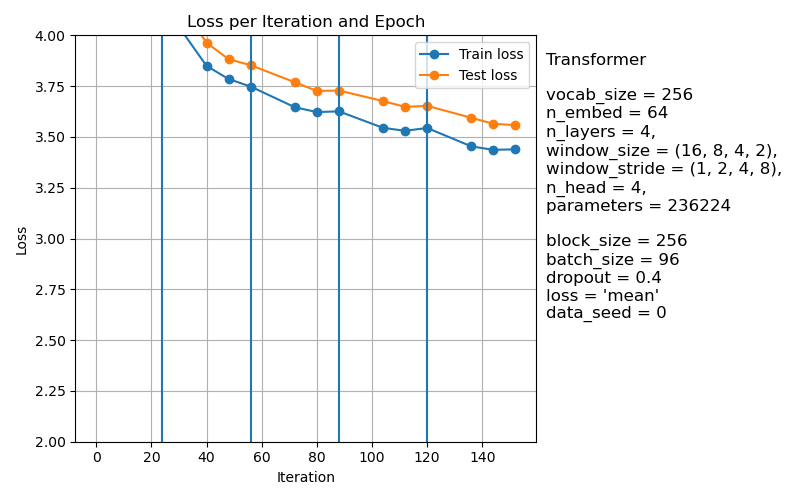 Loss per Iteration and Epoch
4.00
3.75
3.50
3.25
3.00
2.75
2.50
2.25
2.00
Loss
0 20 40 60 80 100 120 140
Iteration
Train loss
Test loss
Transformer
vocab_size = 256
n_embed = 64
n_layers = 4,
window_size = (16, 8, 4, 2),
window_stride = (1, 2, 4, 8),
n_head = 4,
parameters = 236224
block_size = 256
batch_size = 96
dropout = 0.4
loss = 'mean'
data_seed = 0